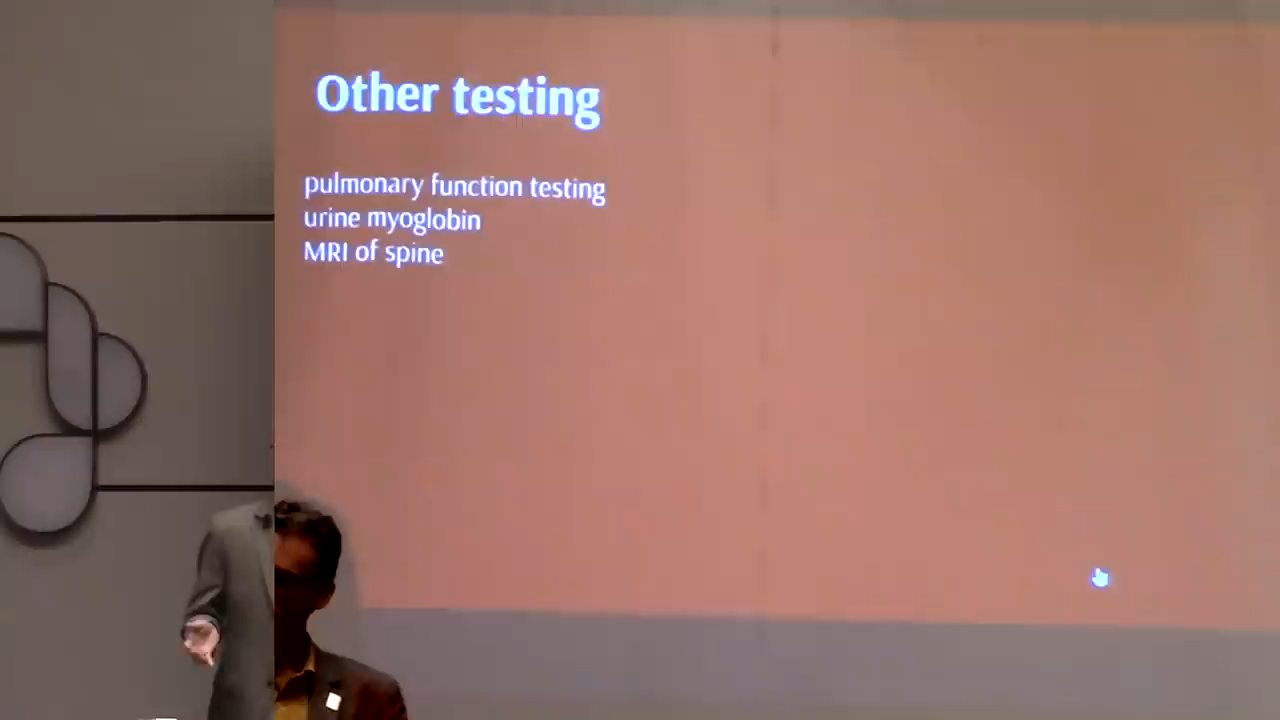 Other testing
pulmonary function testing
urine myoglobin
MRI of spine